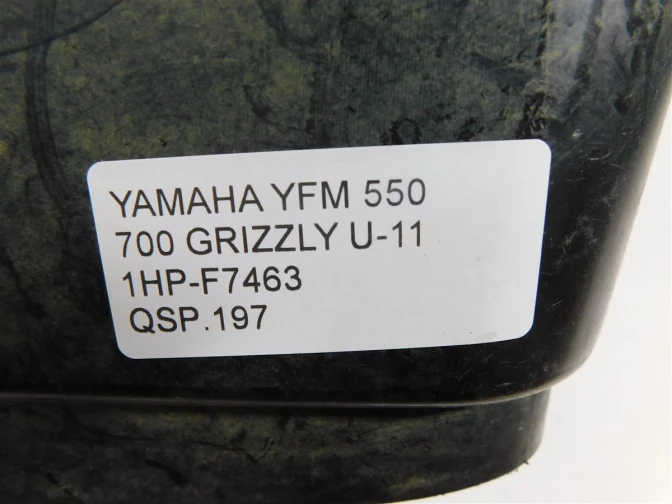 YAMAHA YFM 550
700 GRIZZLY U-11
1HP-F7463
QSP.197